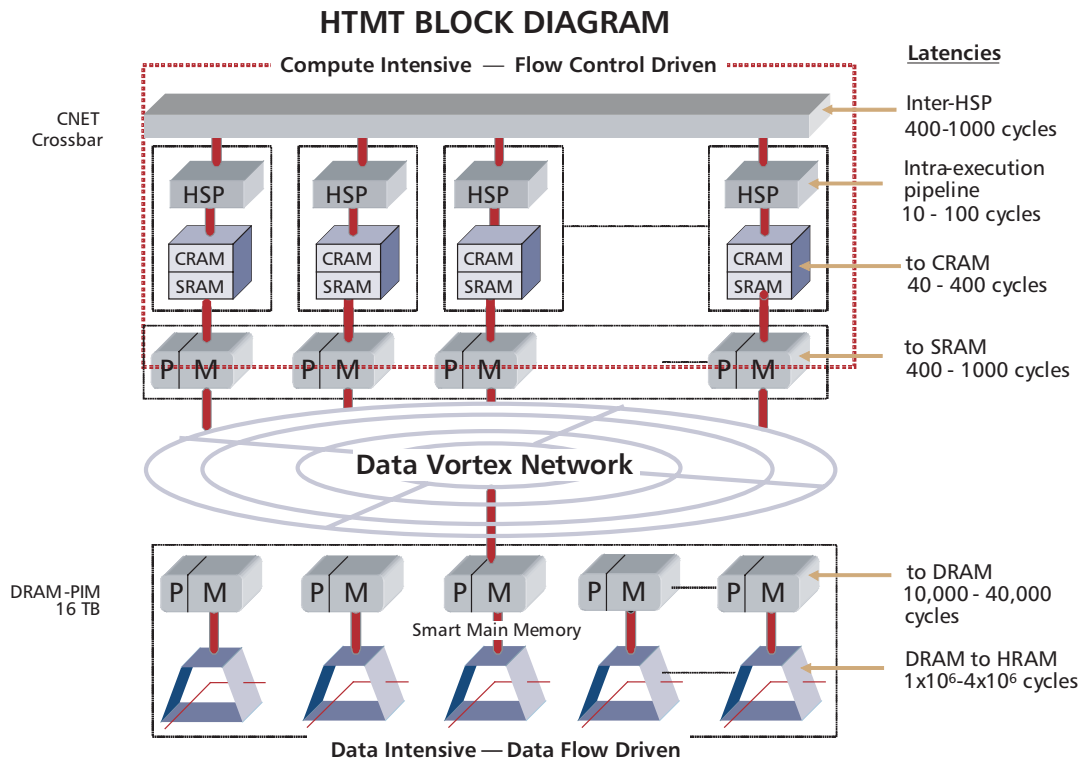 HTMT BLOCK DIAGRAM
Compute Intensive — Flow Control Driven
Latencies
CNET
Crossbar
Inter-HSP
400-1000 cycles
HSP
HSP
HSP
HSP
Intra-execution
pipeline
10 - 100 cycles
CRAM
SRAM
CRAM
SRAM
CRAM
SRAM
CRAM
SRAM
to CRAM
40 - 400 cycles
P M
P M
P M
P M
to SRAM
400 - 1000 cycles
Data Vortex Network
DRAM-PIM
16 TB
P M
P M
P M
P M
P M
to DRAM
10,000 - 40,000
cycles
Smart Main Memory
DRAM to HRAM
1x10⁶-4x10⁶ cycles
Data Intensive — Data Flow Driven